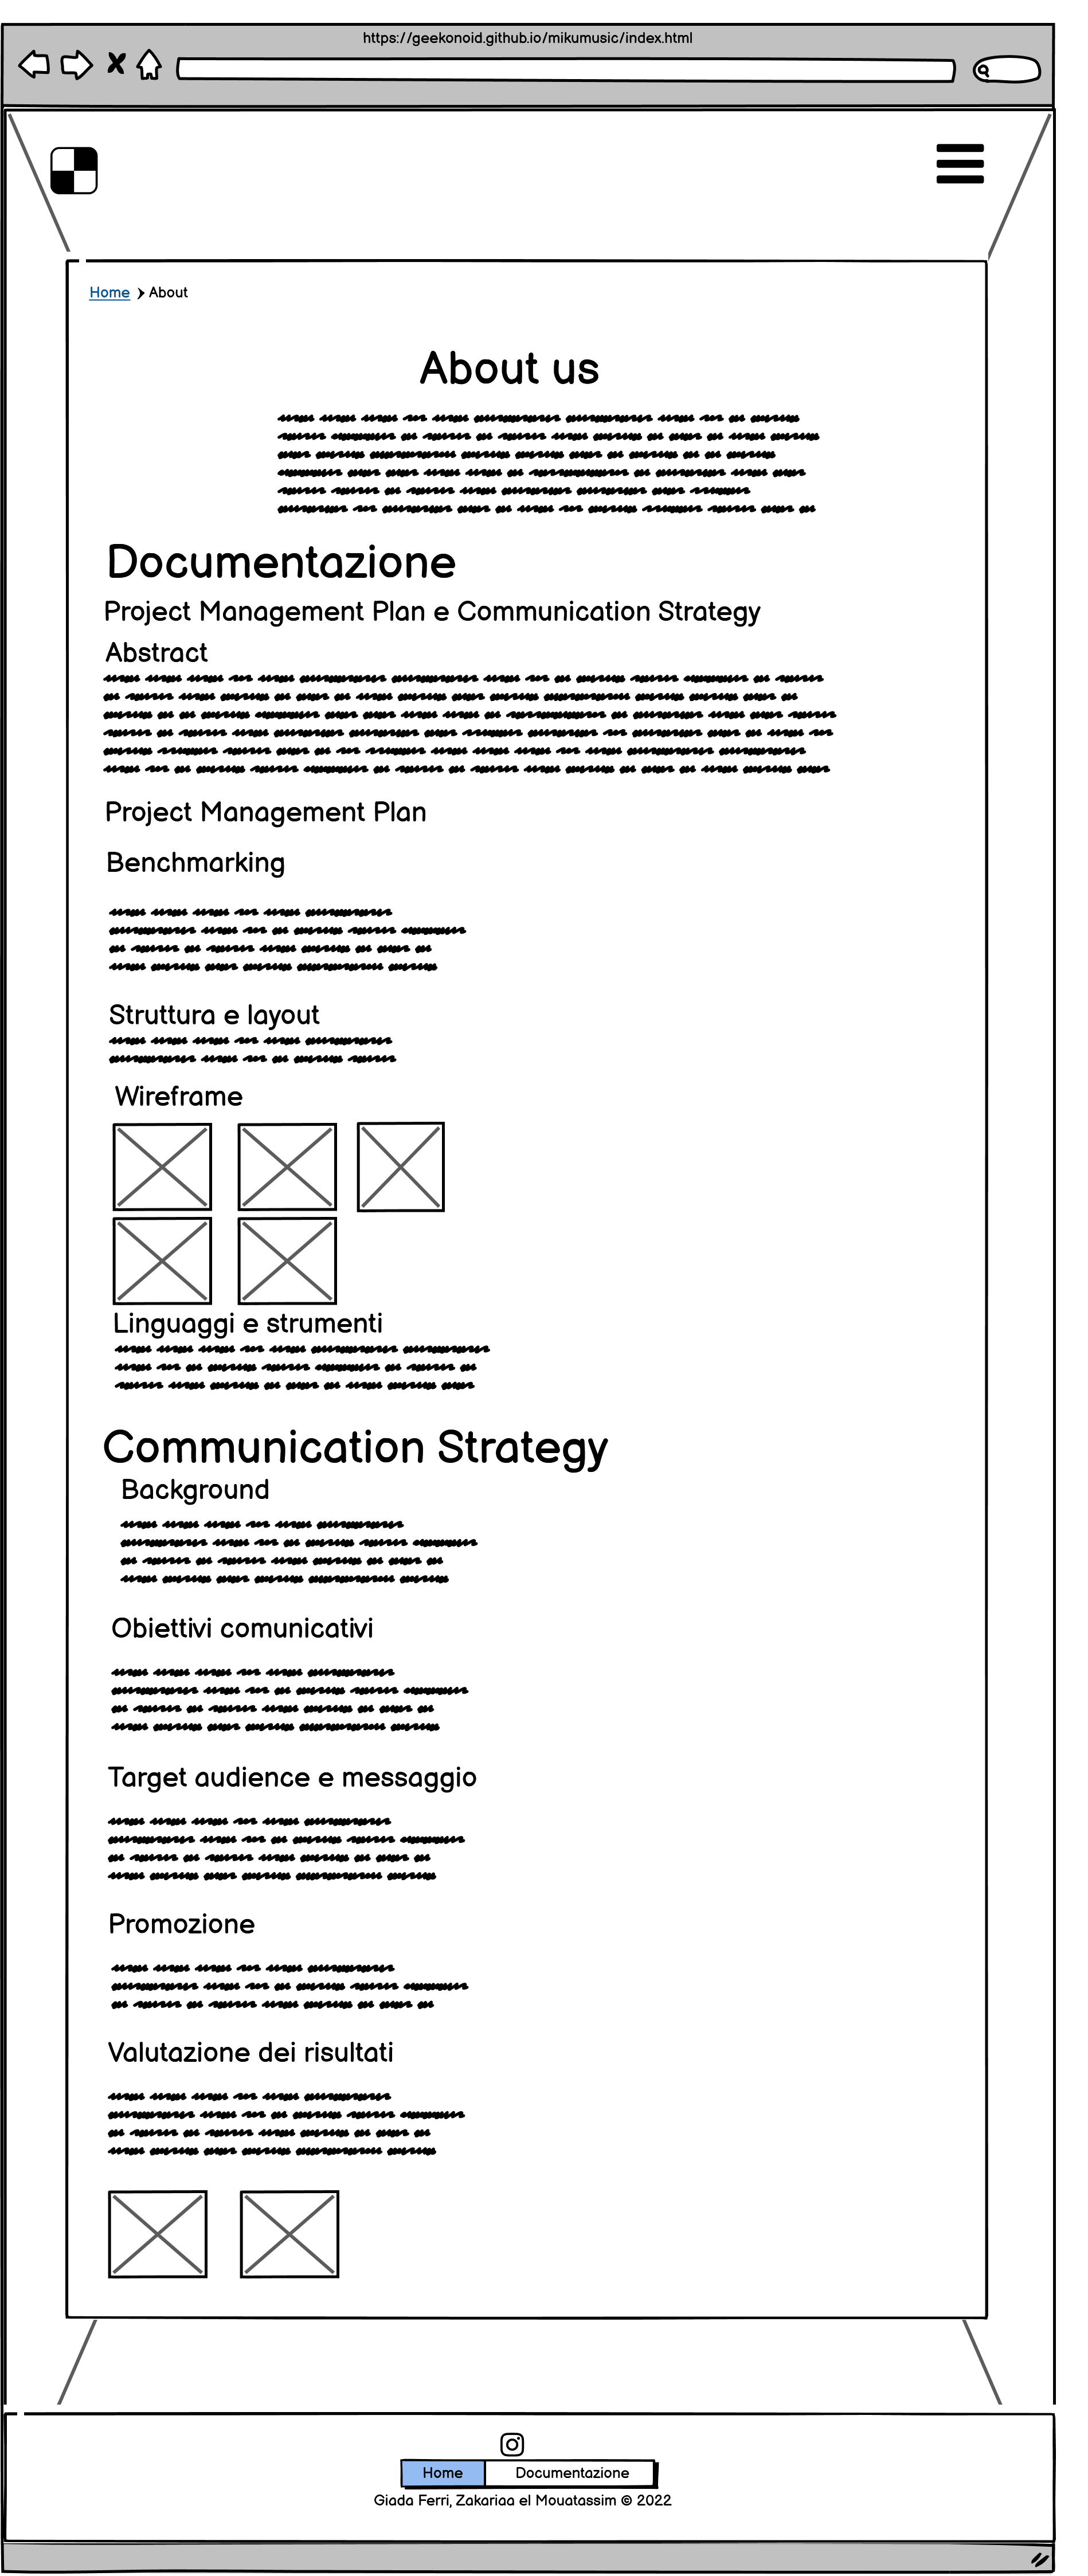 https://geekonoid.github.io/mikumusic/index.html
Home
About
About us
Documentazione
Project Management Plan e Communication Strategy
Abstract
Project Management Plan
Benchmarking
Struttura e layout
Wireframe
Linguaggi e strumenti
Communication Strategy
Background
Obiettivi comunicativi
Target audience e messaggio
Promozione
Valutazione dei risultati
Home
Documentazione
Giada Ferri, Zakariaa el Mouatassim © 2022